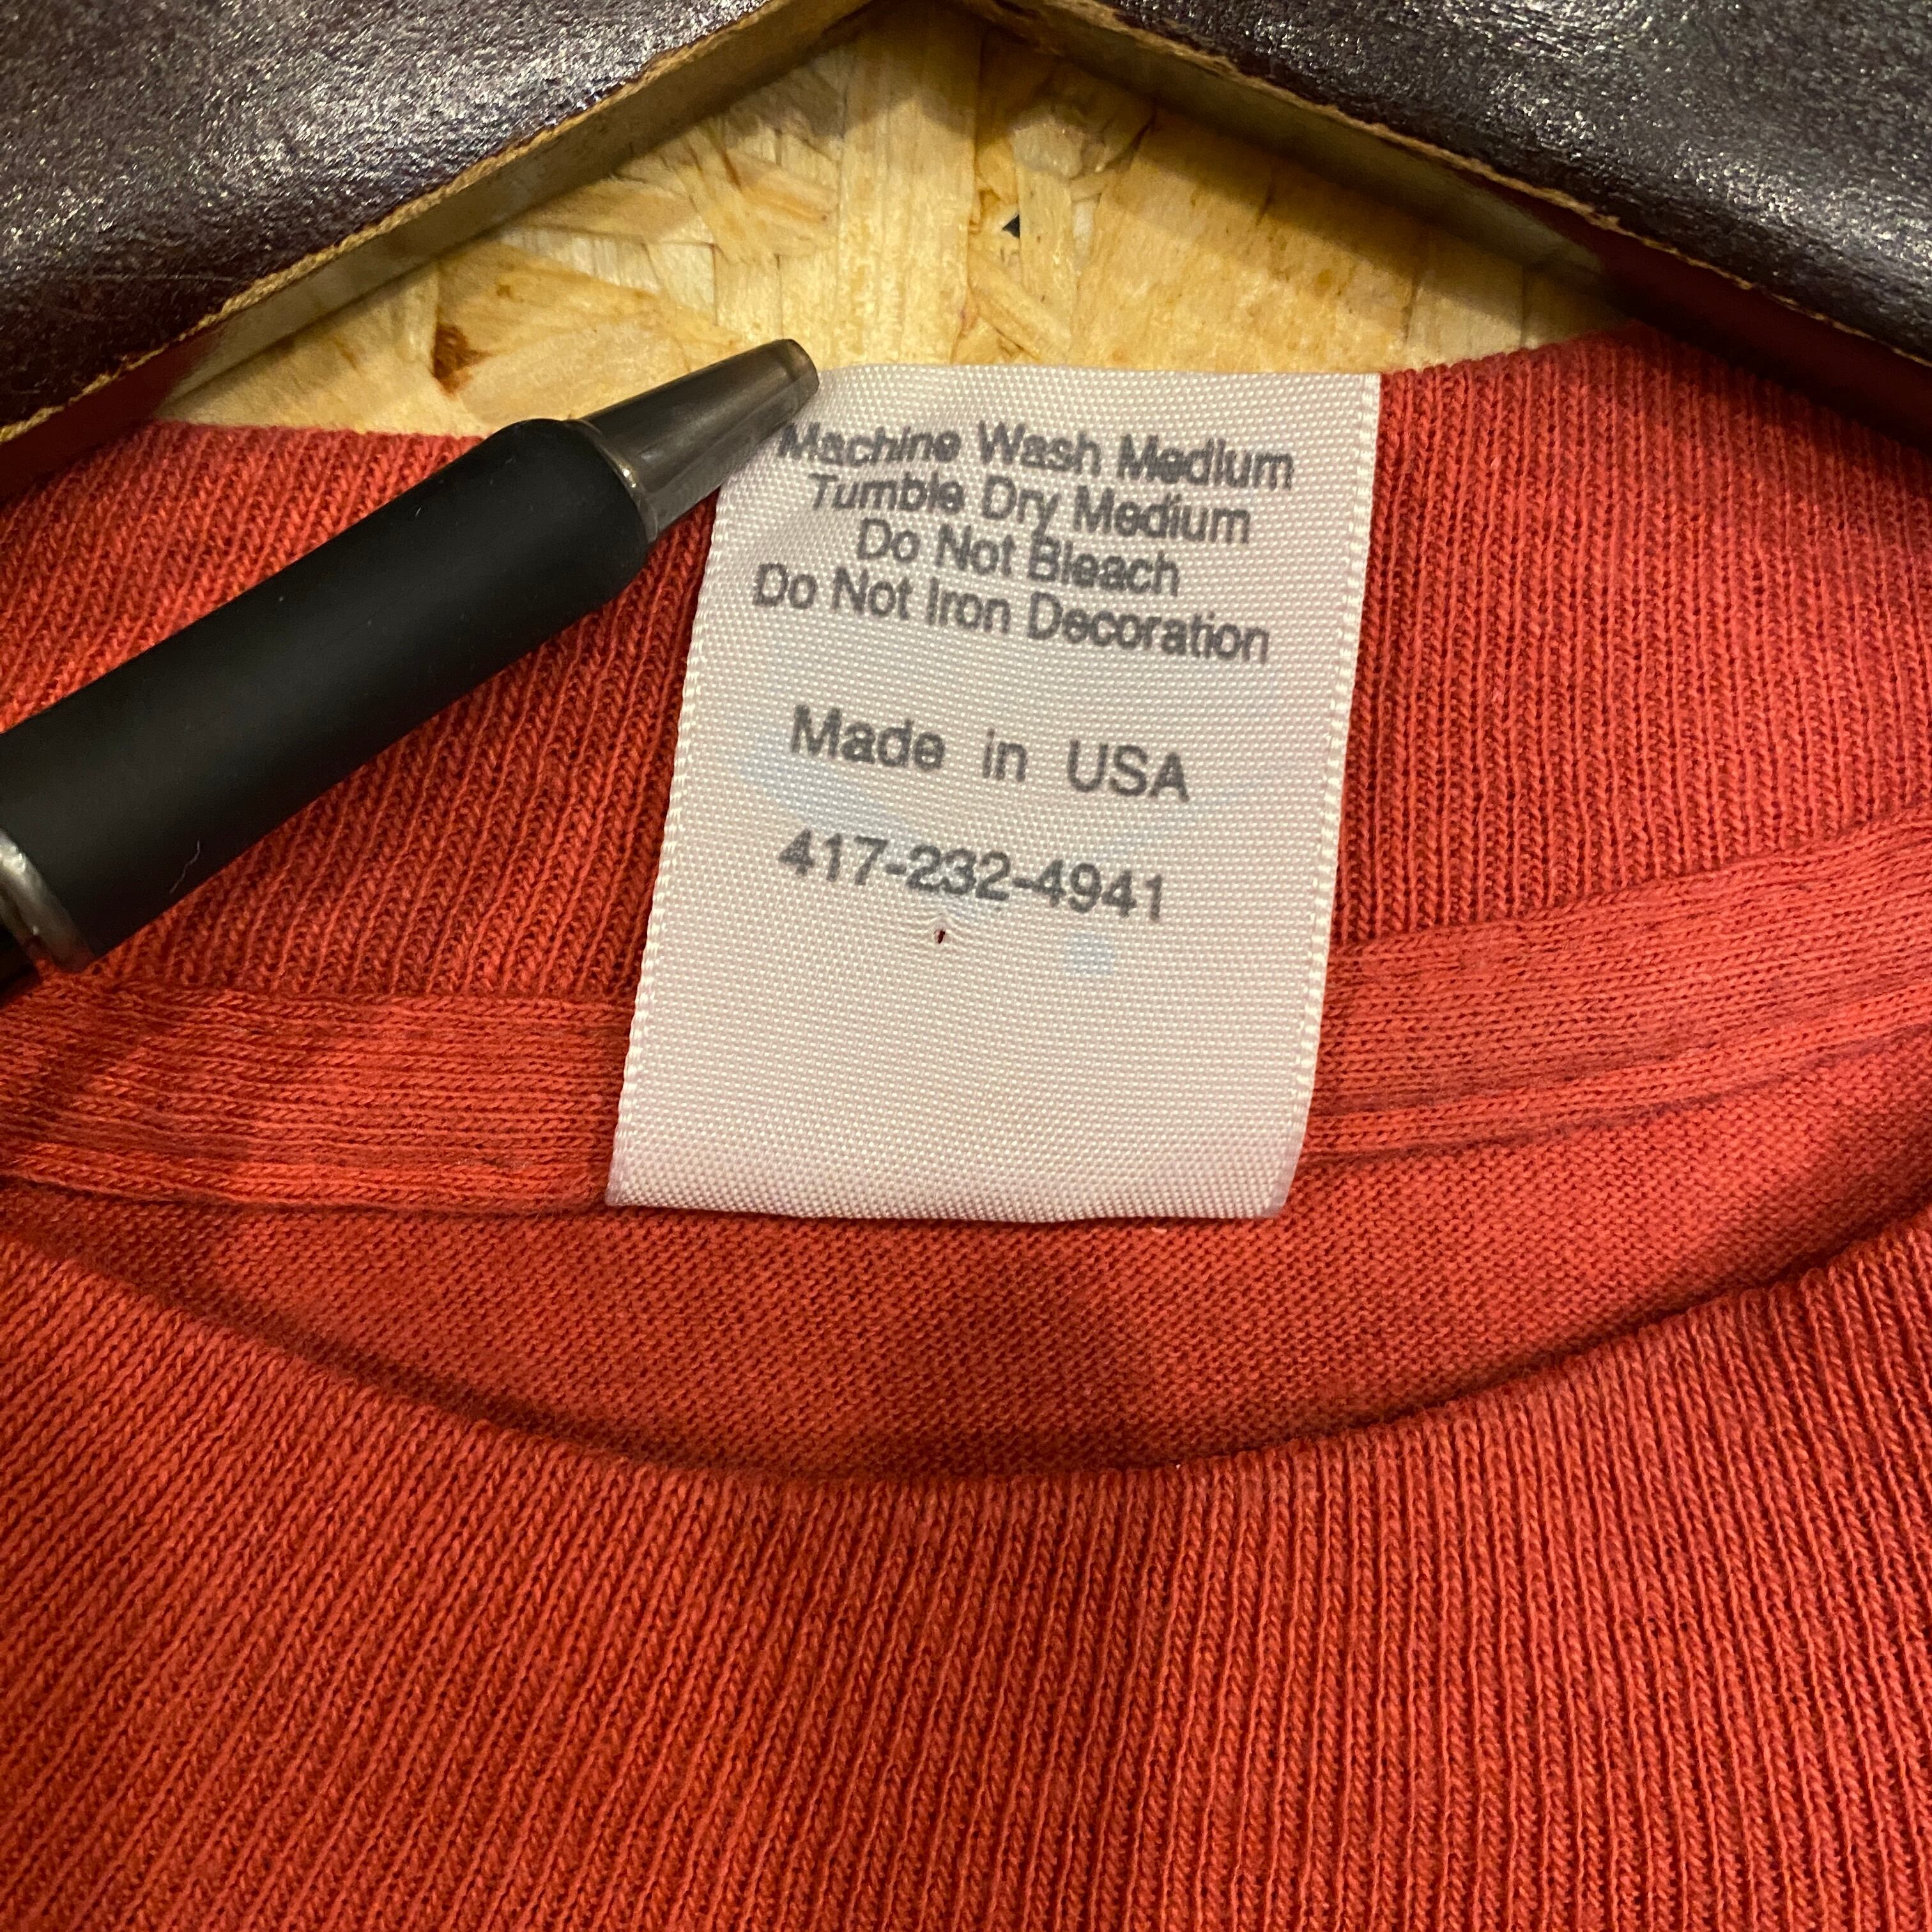 Machine Wash Medium
Tumble Dry Medium
Do Not Bleach
Do Not Iron Decoration
Made in USA
417-232-4941